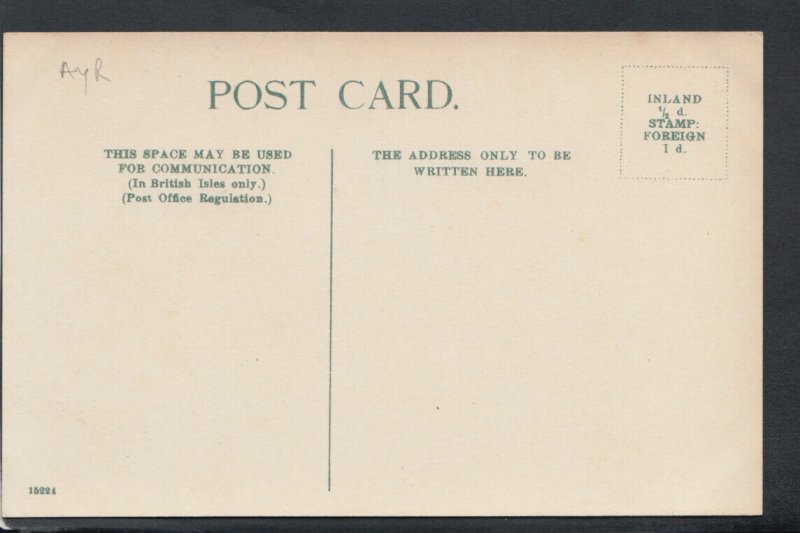 AYR
POST CARD.
INLAND
½ d.
STAMP:
FOREIGN
1 d.
THIS SPACE MAY BE USED
FOR COMMUNICATION.
(In British Isles only.)
(Post Office Regulation.)
THE ADDRESS ONLY TO BE
WRITTEN HERE.
15224